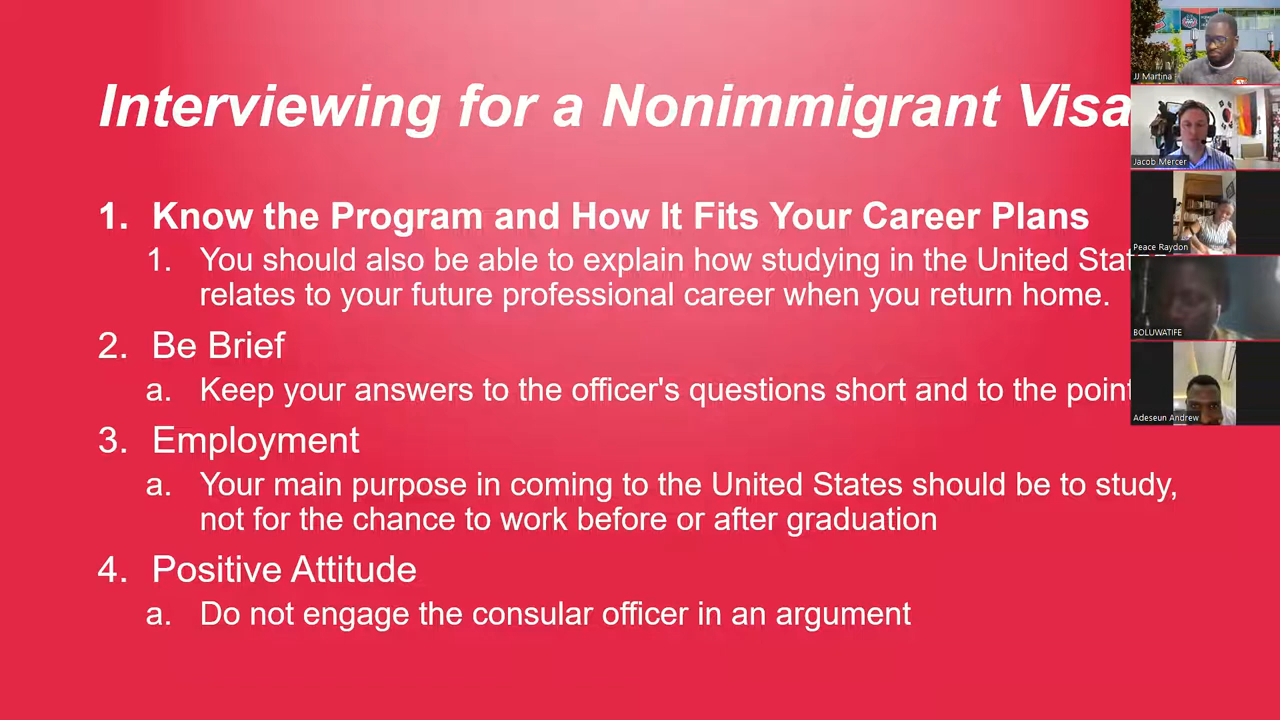 Interviewing for a Nonimmigrant Visa
1. Know the Program and How It Fits Your Career Plans
1. You should also be able to explain how studying in the United States
relates to your future professional career when you return home.
2. Be Brief
a. Keep your answers to the officer's questions short and to the point
3. Employment
a. Your main purpose in coming to the United States should be to study,
not for the chance to work before or after graduation
4. Positive Attitude
a. Do not engage the consular officer in an argument
JJ Martina
Jacob Mercer
Peace Raydon
BOLUWATIFE
Adeseun Andrew